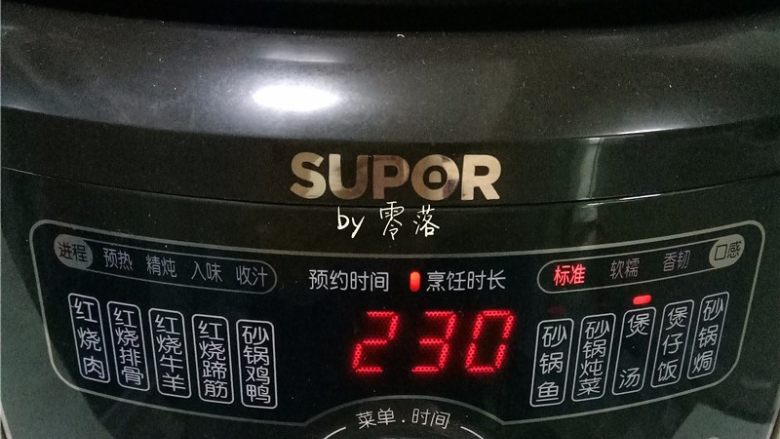 SUPOR
by 零落
进程 预热 精炖 入味 收汁
预约时间 烹饪时长
标准 软糯 香韧 口感
红烧肉
红烧排骨
红烧牛羊
红烧蹄筋
砂锅鸡鸭
230
砂锅鱼
砂锅炖菜
煲·汤
煲仔饭
砂锅焗
菜单.时间